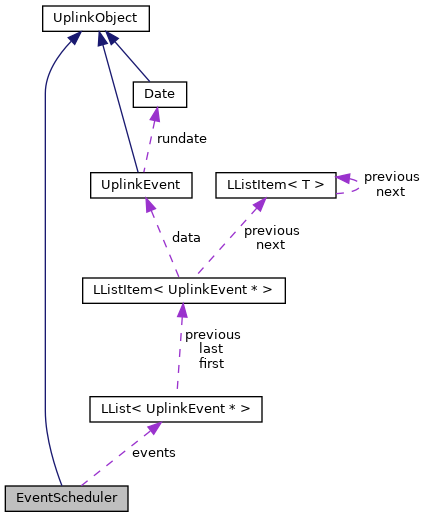 UplinkObject
Date
rundate
UplinkEvent
LListItem< T >
previous
next
data
previous
next
LListItem< UplinkEvent * >
previous
last
first
LList< UplinkEvent * >
events
EventScheduler